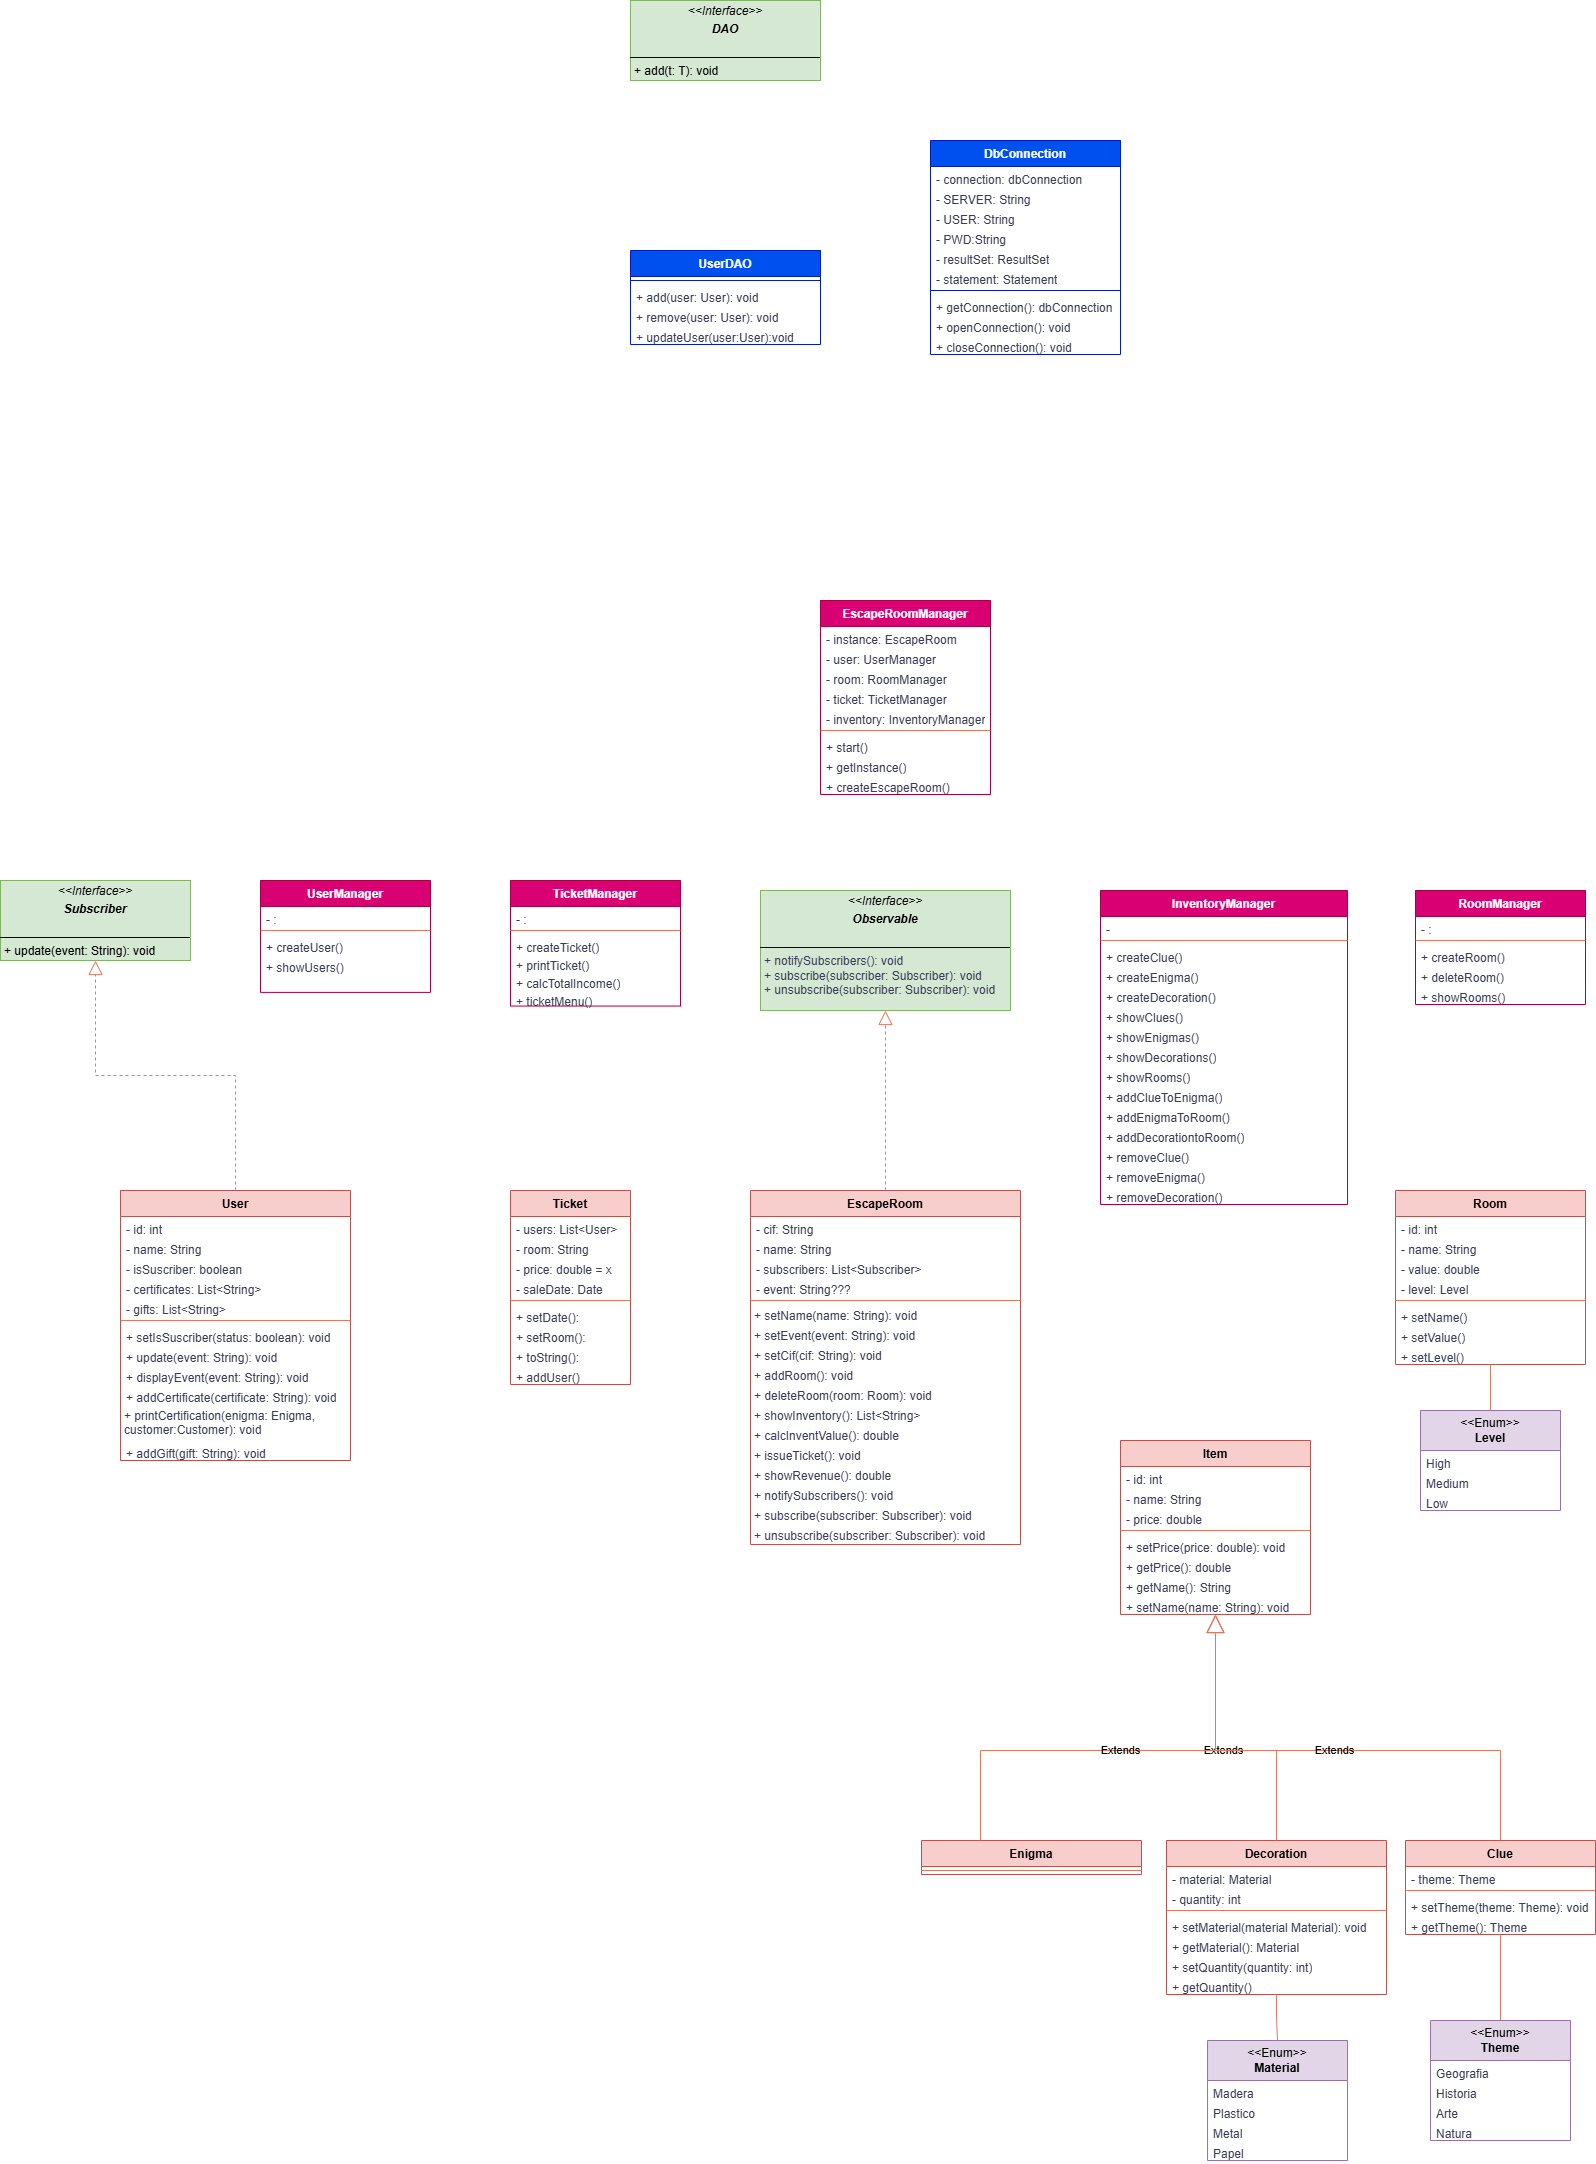 <<Interface>>
DAO
+ add(t: T): void
DbConnection
- connection: dbConnection
- SERVER: String
- USER: String
- PWD:String
- resultSet: ResultSet
- statement: Statement
+ getConnection(): dbConnection
+ openConnection(): void
+ closeConnection(): void
UserDAO
+ add(user: User): void
+ remove(user: User): void
+ updateUser(user:User):void
EscapeRoomManager
- instance: EscapeRoom
- user: UserManager
- room: RoomManager
- ticket: TicketManager
- inventory: InventoryManager
+ start()
+ getInstance()
+ createEscapeRoom()
<<Interface>>
Subscriber
+ update(event: String): void
UserManager
- :
+ createUser()
+ showUsers()
TicketManager
- :
+ createTicket()
+ printTicket()
+ calcTotalIncome()
+ ticketMenu()
<<Interface>>
Observable
+ notifySubscribers(): void
+ subscribe(subscriber: Subscriber): void
+ unsubscribe(subscriber: Subscriber): void
InventoryManager
-
+ createClue()
+ createEnigma()
+ createDecoration()
+ showClues()
+ showEnigmas()
+ showDecorations()
+ showRooms()
+ addClueToEnigma()
+ addEnigmaToRoom()
+ addDecorationtoRoom()
+ removeClue()
+ removeEnigma()
+ removeDecoration()
RoomManager
- :
+ createRoom()
+ deleteRoom()
+ showRooms()
User
- id: int
- name: String
- isSuscriber: boolean
- certificates: List<String>
- gifts: List<String>
+ setIsSuscriber(status: boolean): void
+ update(event: String): void
+ displayEvent(event: String): void
+ addCertificate(certificate: String): void
+ printCertification(enigma: Enigma,
customer:Customer): void
+ addGift(gift: String): void
Ticket
- users: List<User>
- room: String
- price: double = x
- saleDate: Date
+ setDate():
+ setRoom():
+ toString():
+ addUser()
EscapeRoom
- cif: String
- name: String
- subscribers: List<Subscriber>
- event: String???
+ setName(name: String): void
+ setEvent(event: String): void
+ setCif(cif: String): void
+ addRoom(): void
+ deleteRoom(room: Room): void
+ showInventory(): List<String>
+ calcInventValue(): double
+ issueTicket(): void
+ showRevenue(): double
+ notifySubscribers(): void
+ subscribe(subscriber: Subscriber): void
+ unsubscribe(subscriber: Subscriber): void
Room
- id: int
- name: String
- value: double
- level: Level
+ setName()
+ setValue()
+ setLevel()
<<Enum>>
Level
High
Medium
Low
Item
- id: int
- name: String
- price: double
+ setPrice(price: double): void
+ getPrice(): double
+ getName(): String
+ setName(name: String): void
Extends
Extends
Extends
Enigma
Decoration
- material: Material
- quantity: int
+ setMaterial(material Material): void
+ getMaterial(): Material
+ setQuantity(quantity: int)
+ getQuantity()
Clue
- theme: Theme
+ setTheme(theme: Theme): void
+ getTheme(): Theme
<<Enum>>
Material
Madera
Plastico
Metal
Papel
<<Enum>>
Theme
Geografia
Historia
Arte
Natura